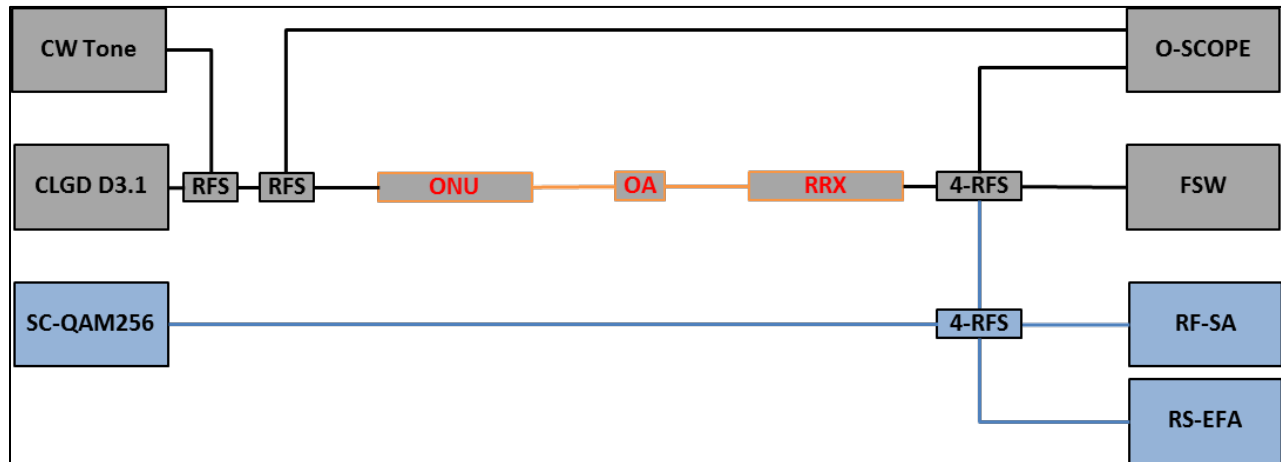 CW Tone
O-SCOPE
CLGD D3.1
RFS
RFS
ONU
OA
RRX
4-RFS
FSW
SC-QAM256
4-RFS
RF-SA
RS-EFA